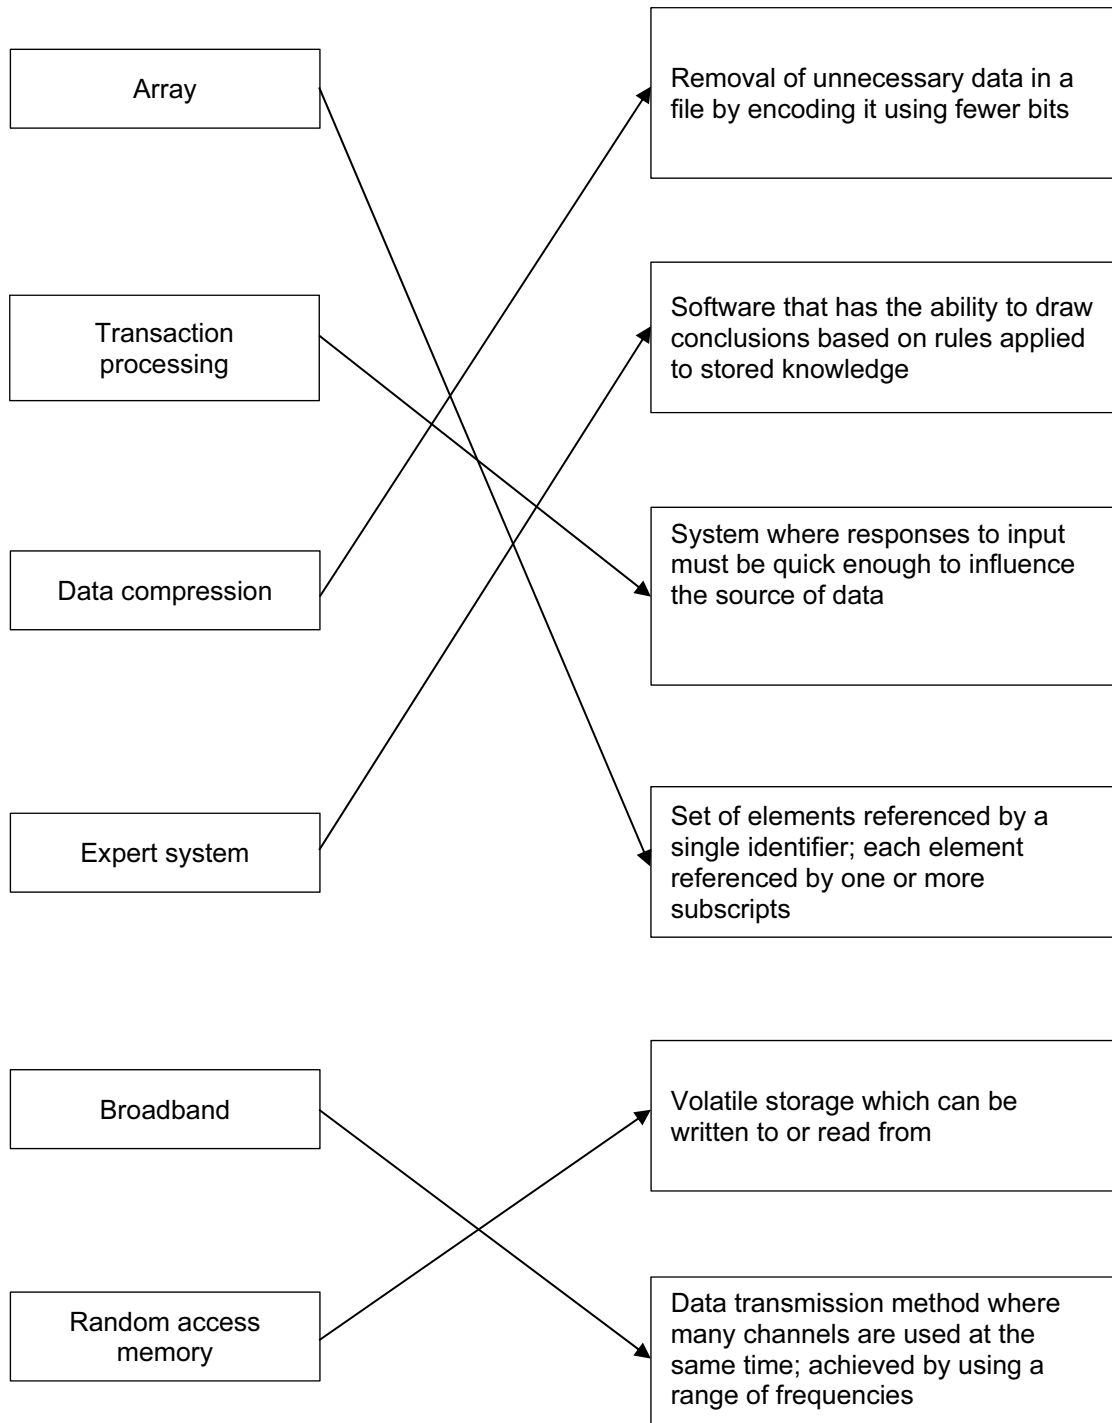 Array
Removal of unnecessary data in a
file by encoding it using fewer bits
Transaction
processing
Software that has the ability to draw
conclusions based on rules applied
to stored knowledge
Data compression
System where responses to input
must be quick enough to influence
the source of data
Expert system
Set of elements referenced by a
single identifier; each element
referenced by one or more
subscripts
Broadband
Volatile storage which can be
written to or read from
Random access
memory
Data transmission method where
many channels are used at the
same time; achieved by using a
range of frequencies